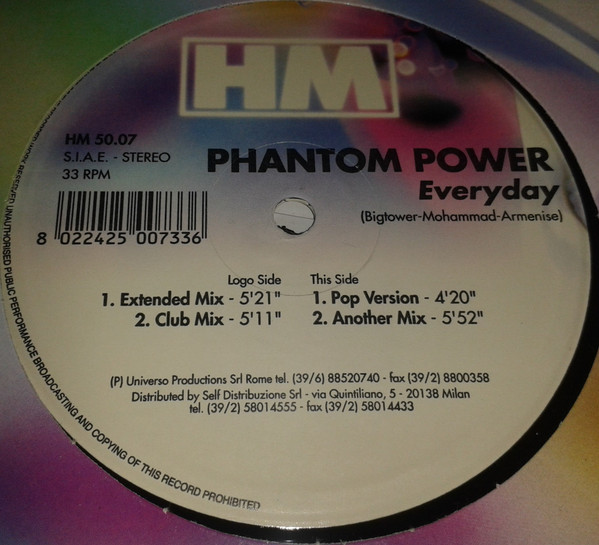 HM
HM 50.07
S.I.A.E. - STEREO
33 RPM
PHANTOM POWER
Everyday
(Bigtower-Mohammad-Armenise)
8 022425 007336
Logo Side
1. Extended Mix - 5'21"
2. Club Mix - 5'11"
This Side
1. Pop Version - 4'20"
2. Another Mix - 5'52"
(P) Universo Productions Srl Rome tel. (39/6) 88520740 - fax (39/2) 8800358
Distributed by Self Distribuzione Srl - via Quintiliano, 5 - 20138 Milan
tel. (39/2) 58014555 - fax (39/2) 58014433
RESERVED UNAUTHORISED PUBLIC PERFORMANCE BROADCASTING AND COPYING OF THIS RECORD PROHIBITED